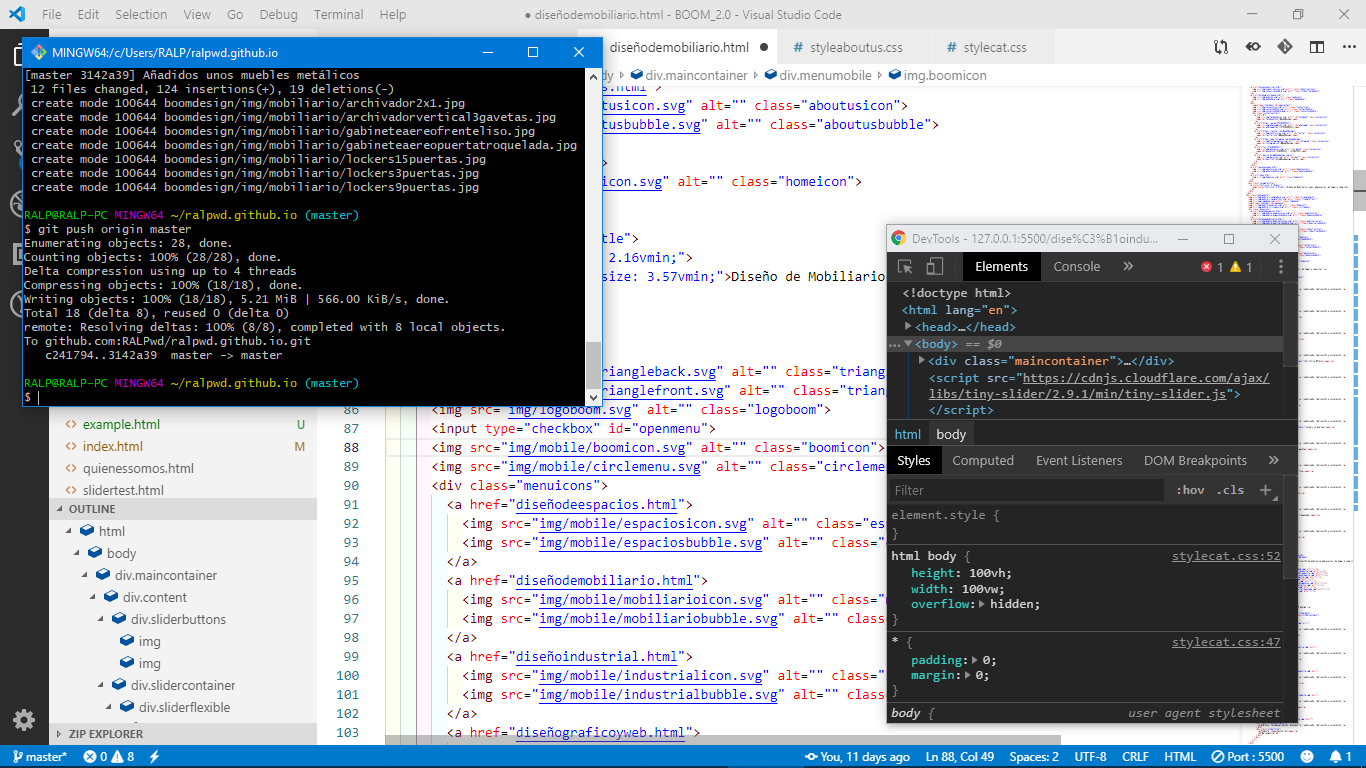 File Edit Selection View Go Debug Terminal Help
● diseñodemobiliario.html - BOOM_2.0 - Visual Studio Code
MINGW64:/c/Users/RALP/ralpwd.github.io
[master 3142a39] Añadidos unos muebles metálicos
12 files changed, 124 insertions(+), 19 deletions(-)
create mode 100644 boomdesign/img/mobiliario/archivador2x1.jpg
create mode 100644 boomdesign/img/mobiliario/archivadorvertical3gavetas.jpg
create mode 100644 boomdesign/img/mobiliario/gabineteaereofrenteliso.jpg
create mode 100644 boomdesign/img/mobiliario/gabineteaereopuertatroquelada.jpg
create mode 100644 boomdesign/img/mobiliario/lockers15puertas.jpg
create mode 100644 boomdesign/img/mobiliario/lockers3puertas.jpg
create mode 100644 boomdesign/img/mobiliario/lockers9puertas.jpg
RALP@RALP-PC MINGW64 ~/ralpwd.github.io (master)
$ git push origin master
Enumerating objects: 28, done.
Counting objects: 100% (28/28), done.
Delta compression using up to 4 threads
Compressing objects: 100% (18/18), done.
Writing objects: 100% (18/18), 5.21 MiB | 566.00 KiB/s, done.
Total 18 (delta 8), reused 0 (delta 0)
remote: Resolving deltas: 100% (8/8), completed with 8 local objects.
To github.com:RALPwd/ralpwd.github.io.git
c241794..3142a39 master -> master
RALP@RALP-PC MINGW64 ~/ralpwd.github.io (master)
$
diseñodemobiliario.html ●
# styleaboutus.css
# stylecat.css
dy › div.maincontainer › div.menumobile › img.boomicon
s.html">
outusicon.svg" alt="" class="aboutusicon">
outusbubble.svg" alt="" class="aboutusbubble">
>
icon.svg" alt="" class="homeicon">
tle">
2.16vmin;">
size: 3.57vmin;">Diseño de Mobiliario
riangleback.svg" alt="" class="triang
rianglefront.svg" alt="" class="trian
86 <img src="img/logoboom.svg" alt="" class="logoboom">
87 <input type="checkbox" id="openmenu">
88 <img src="img/mobile/boomicon.svg" alt="" class="boomicon">
89 <img src="img/mobile/circlemenu.svg" alt="" class="circleme
90 <div class="menuicons">
91 <a href="diseñodeespacios.html">
92 <img src="img/mobile/espaciosicon.svg" alt="" class="es
93 <img src="img/mobile/espaciosbubble.svg" alt="" class="
94 </a>
95 <a href="diseñodemobiliario.html">
96 <img src="img/mobile/mobiliarioicon.svg" alt="" class="
97 <img src="img/mobile/mobiliariobubble.svg" alt="" class
98 </a>
99 <a href="diseñoindustrial.html">
100 <img src="img/mobile/industrialicon.svg" alt="" class="
101 <img src="img/mobile/industrialbubble.svg" alt="" class
102 </a>
103 <a href="diseñograficoyweb.html">
example.html U
index.html M
quienessomos.html
slidertest.html
OUTLINE
html
body
div.maincontainer
div.content
div.sliderbuttons
img
img
div.slidercontainer
div.sliderflexible
ZIP EXPLORER
DevTools - 127.0.0.1:5500/dise%C3%B1oindu...
Elements Console » 1 1
<!doctype html>
<html lang="en">
<head>…</head>
… <body> == $0
<div class="maincontainer">…</div>
<script src="https://cdnjs.cloudflare.com/ajax/
libs/tiny-slider/2.9.1/min/tiny-slider.js">
</script>
html body
Styles Computed Event Listeners DOM Breakpoints »
Filter :hov .cls +
element.style {
}
html body { stylecat.css:52
height: 100vh;
width: 100vw;
overflow: hidden;
}
* { stylecat.css:47
padding: 0;
margin: 0;
}
body { user agent stylesheet
master* 0 8 You, 11 days ago Ln 88, Col 49 Spaces: 2 UTF-8 CRLF HTML Port : 5500 1